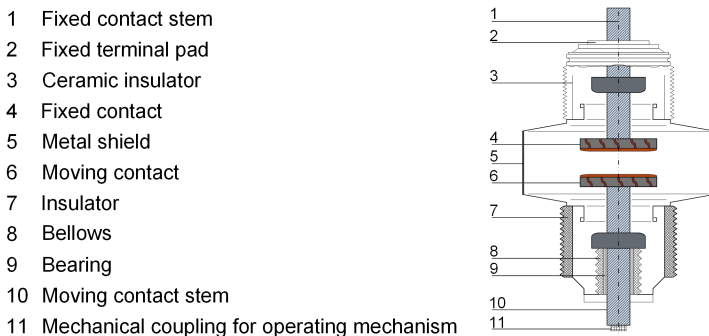 1 Fixed contact stem
2 Fixed terminal pad
3 Ceramic insulator
4 Fixed contact
5 Metal shield
6 Moving contact
7 Insulator
8 Bellows
9 Bearing
10 Moving contact stem
11 Mechanical coupling for operating mechanism
1
2
3
4
5
6
7
8
9
10
11